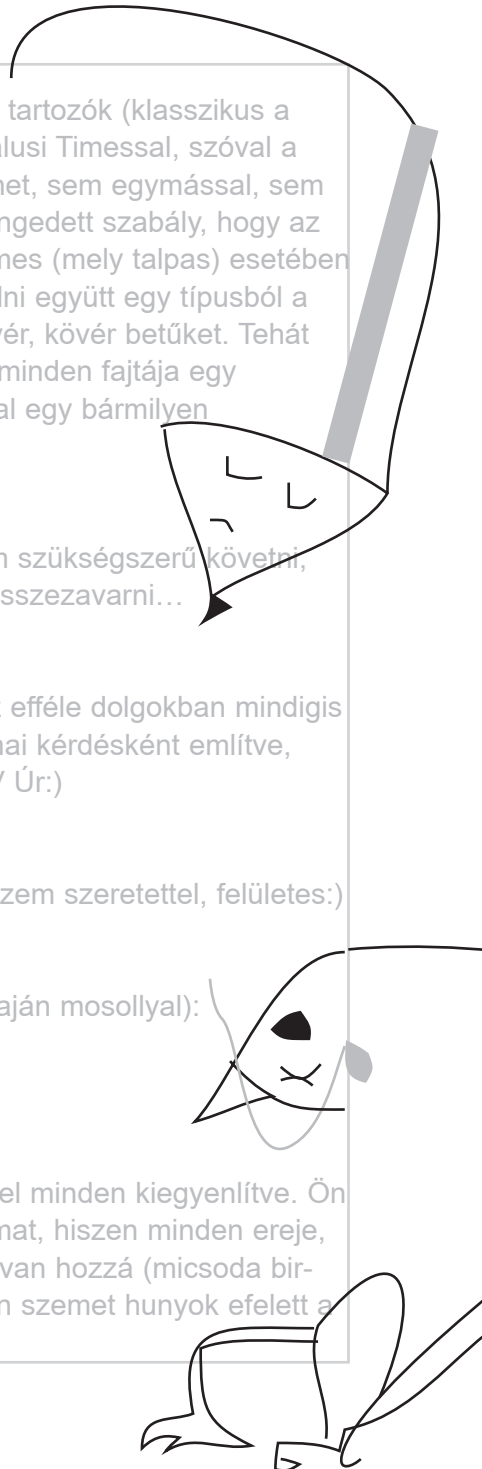 tartozók (klasszikus a
lusi Timessal, szóval a
het, sem egymással, sem
ngedett szabály, hogy az
mes (mely talpas) esetében
lni együtt egy típusból a
vér, kövér betűket. Tehát
minden fajtája egy
al egy bármilyen
szükségszerű követni,
sszezavarni…
efféle dolgokban mindigis
nai kérdésként említve,
Úr:)
zem szeretettel, felületes:)
aján mosollyal):
el minden kiegyenlítve. Ön
mat, hiszen minden ereje,
van hozzá (micsoda bir-
n szemet hunyok efelett a